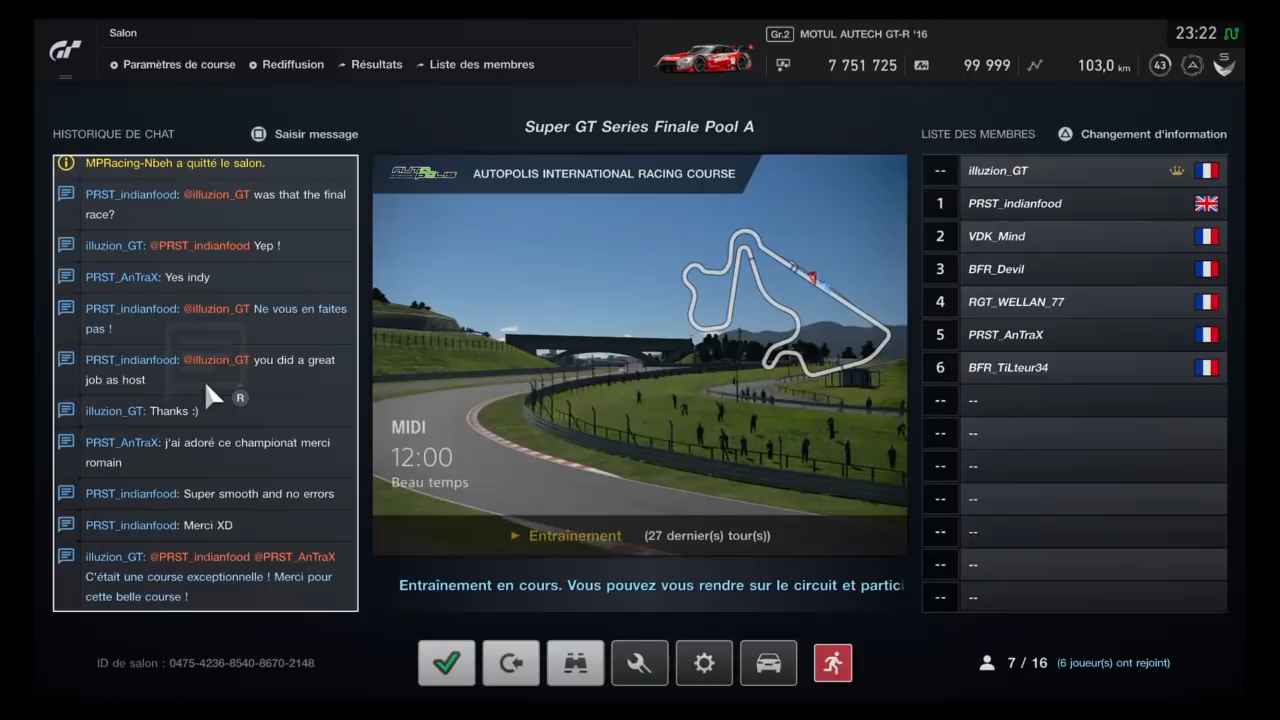 Salon
Paramètres de course
Rediffusion
Résultats
Liste des membres
Gr.2 MOTUL AUTECH GT-R '16
7 751 725
99 999
103,0 km
43
S
23:22
HISTORIQUE DE CHAT
Saisir message
MPRacing-Nbeh a quitté le salon.
PRST_indianfood: @illuzion_GT was that the final
race?
illuzion_GT: @PRST_indianfood Yep !
PRST_AnTraX: Yes indy
PRST_indianfood: @illuzion_GT Ne vous en faites
pas !
PRST_indianfood: @illuzion_GT you did a great
job as host
R
illuzion_GT: Thanks :)
PRST_AnTraX: j'ai adoré ce championat merci
romain
PRST_indianfood: Super smooth and no errors
PRST_indianfood: Merci XD
illuzion_GT: @PRST_indianfood @PRST_AnTraX
C'était une course exceptionnelle ! Merci pour
cette belle course !
ID de salon : 0475-4236-8540-8670-2148
Super GT Series Finale Pool A
AUTOPOLIS
AUTOPOLIS INTERNATIONAL RACING COURSE
MIDI
12:00
Beau temps
Entraînement (27 dernier(s) tour(s))
Entraînement en cours. Vous pouvez vous rendre sur le circuit et partici
LISTE DES MEMBRES
Changement d'information
-- illuzion_GT
1 PRST_indianfood
2 VDK_Mind
3 BFR_Devil
4 RGT_WELLAN_77
5 PRST_AnTraX
6 BFR_TiLteur34
-- --
-- --
-- --
-- --
-- --
-- --
-- --
7 / 16 (6 joueur(s) ont rejoint)